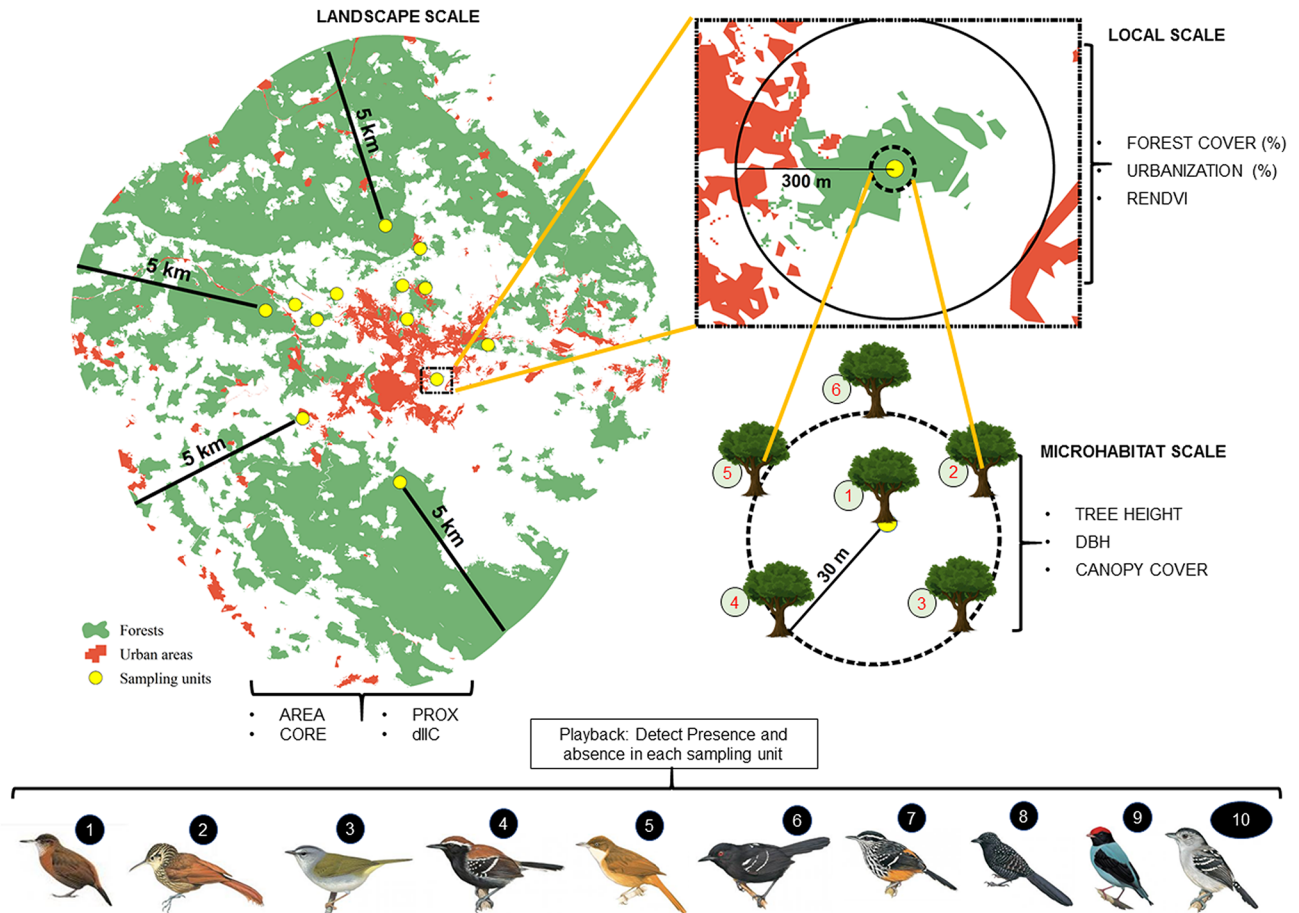 LANDSCAPE SCALE
5 km
5 km
5 km
5 km
Forests
Urban areas
Sampling units
• AREA
• CORE
• PROX
• dIIC
LOCAL SCALE
300 m
• FOREST COVER (%)
• URBANIZATION (%)
• RENDVI
6
5
2
1
4
3
30 m
MICROHABITAT SCALE
• TREE HEIGHT
• DBH
• CANOPY COVER
Playback: Detect Presence and
absence in each sampling unit
1
2
3
4
5
6
7
8
9
10